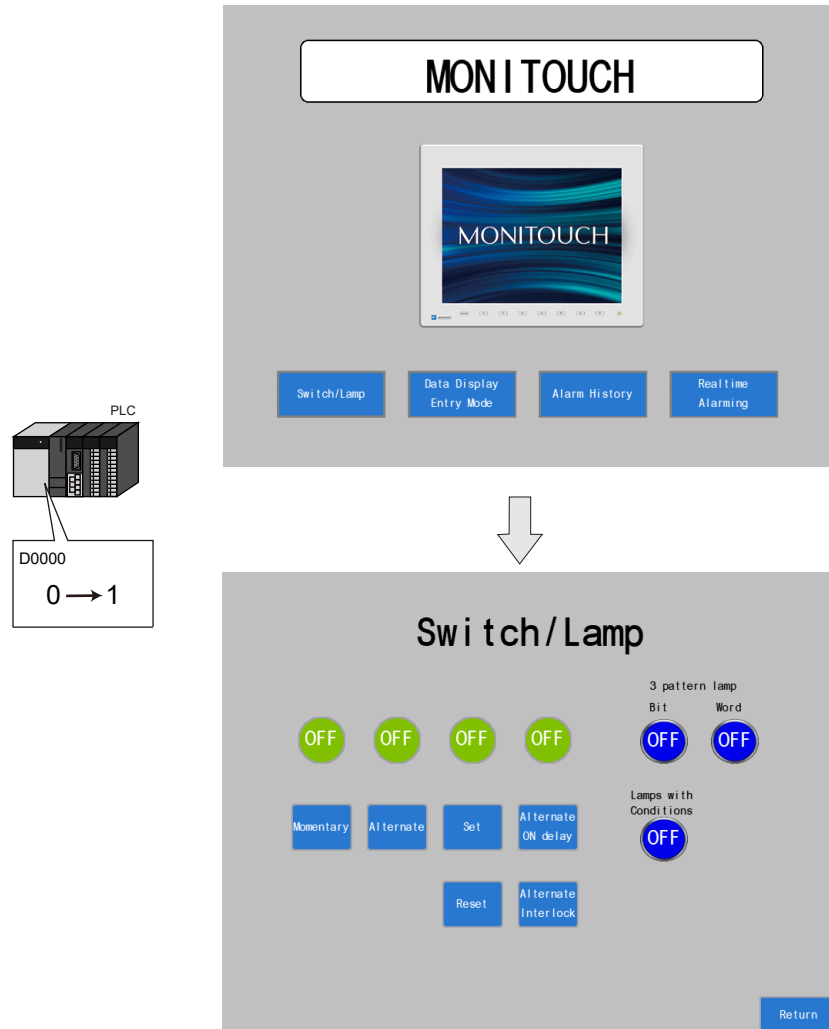 MONITOUCH
MONITOUCH
Switch/Lamp
Data Display
Entry Mode
Alarm History
Realtime
Alarming
PLC
D0000
0→1
Switch/Lamp
3 pattern lamp
Bit
Word
OFF
OFF
OFF
OFF
OFF
OFF
Lamps with
Conditions
OFF
Momentary
Alternate
Set
Alternate
ON delay
Reset
Alternate
Interlock
Return